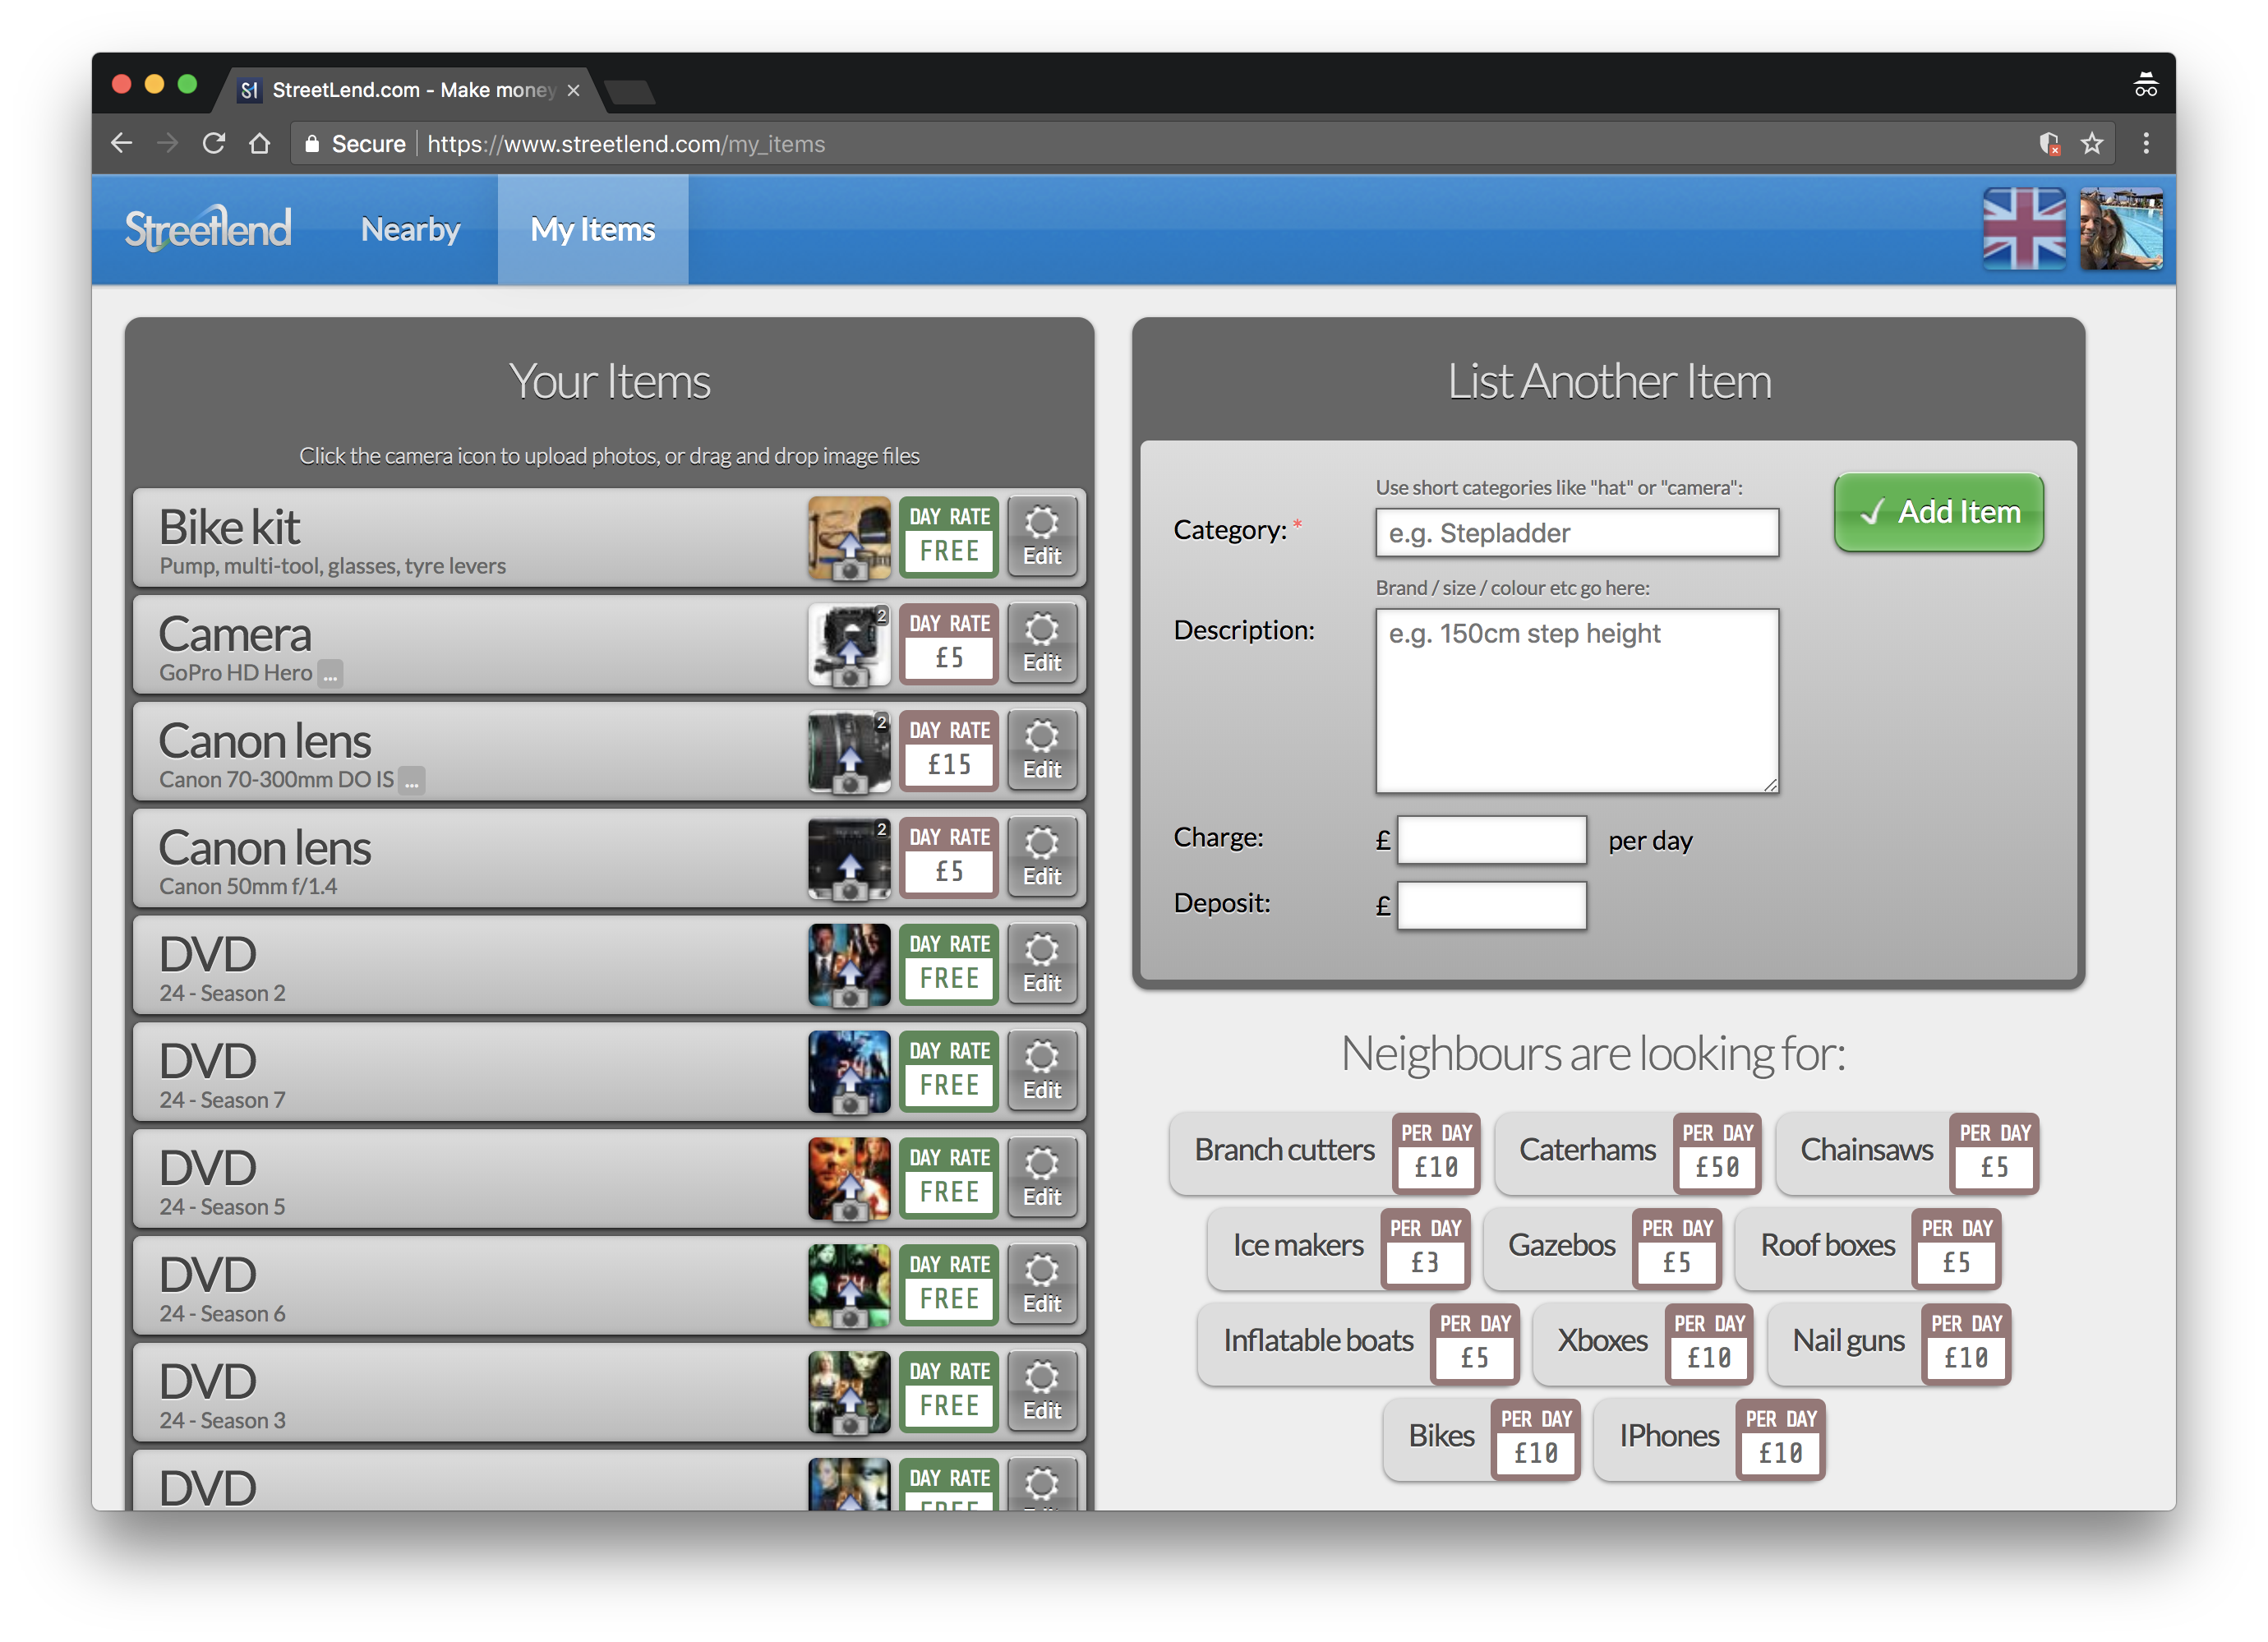 StreetLend.com - Make money
Secure
https://www.streetlend.com/my_items
Streetlend
Nearby
My Items
Your Items
Click the camera icon to upload photos, or drag and drop image files
Bike kit
Pump, multi-tool, glasses, tyre levers
DAY RATE
FREE
Edit
Camera
GoPro HD Hero ...
2
DAY RATE
£5
Edit
Canon lens
Canon 70-300mm DO IS ...
2
DAY RATE
£15
Edit
Canon lens
Canon 50mm f/1.4
2
DAY RATE
£5
Edit
DVD
24 - Season 2
DAY RATE
FREE
Edit
DVD
24 - Season 7
DAY RATE
FREE
Edit
DVD
24 - Season 5
DAY RATE
FREE
Edit
DVD
24 - Season 6
DAY RATE
FREE
Edit
DVD
24 - Season 3
DAY RATE
FREE
Edit
DVD
DAY RATE
FREE
Edit
List Another Item
Use short categories like "hat" or "camera":
Category: *
e.g. Stepladder
Add Item
Brand / size / colour etc go here:
Description:
e.g. 150cm step height
Charge:
£
per day
Deposit:
£
Neighbours are looking for:
Branch cutters
PER DAY
£10
Caterhams
PER DAY
£50
Chainsaws
PER DAY
£5
Ice makers
PER DAY
£3
Gazebos
PER DAY
£5
Roof boxes
PER DAY
£5
Inflatable boats
PER DAY
£5
Xboxes
PER DAY
£10
Nail guns
PER DAY
£10
Bikes
PER DAY
£10
IPhones
PER DAY
£10